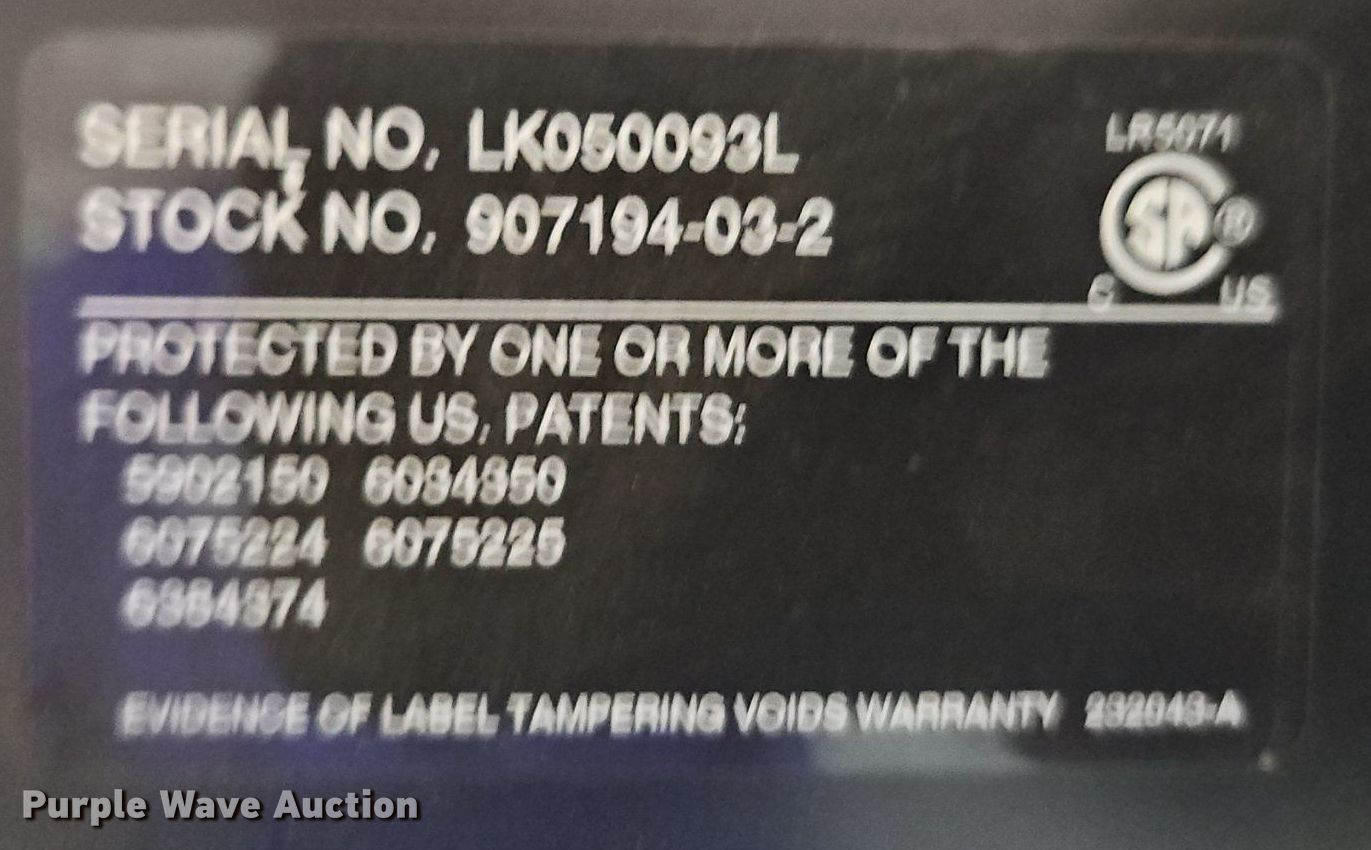 SERIAL NO. LK050093L
LR5071
STOCK NO. 907194-03-2
C US
PROTECTED BY ONE OR MORE OF THE
FOLLOWING US. PATENTS:
5902150 6034350
6075224 6075225
6384374
EVIDENCE OF LABEL TAMPERING VOIDS WARRANTY 232043-A
Purple Wave Auction